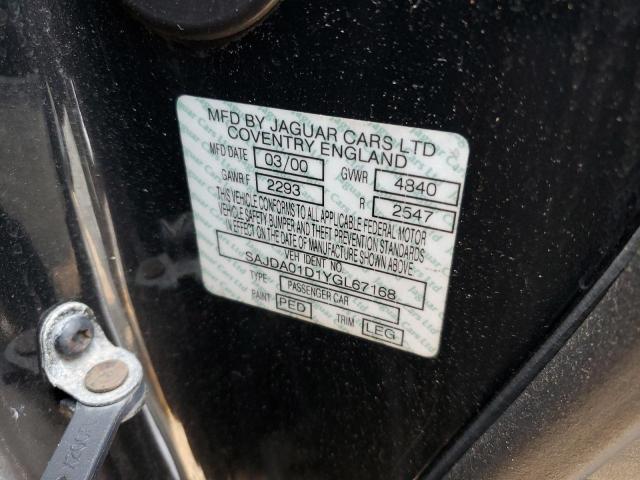 MFD BY JAGUAR CARS LTD
COVENTRY ENGLAND
MFD DATE 03/00 GVWR 4840
GAWR F 2293 R 2547
THIS VEHICLE CONFORMS TO ALL APPLICABLE FEDERAL MOTOR
VEHICLE SAFETY BUMPER AND THEFT PREVENTION STANDARDS
IN EFFECT ON THE DATE OF MANUFACTURE SHOWN ABOVE
VEH IDENT NO.
SAJDA01D1YGL67168
TYPE PASSENGER CAR
PAINT PED TRIM LEG